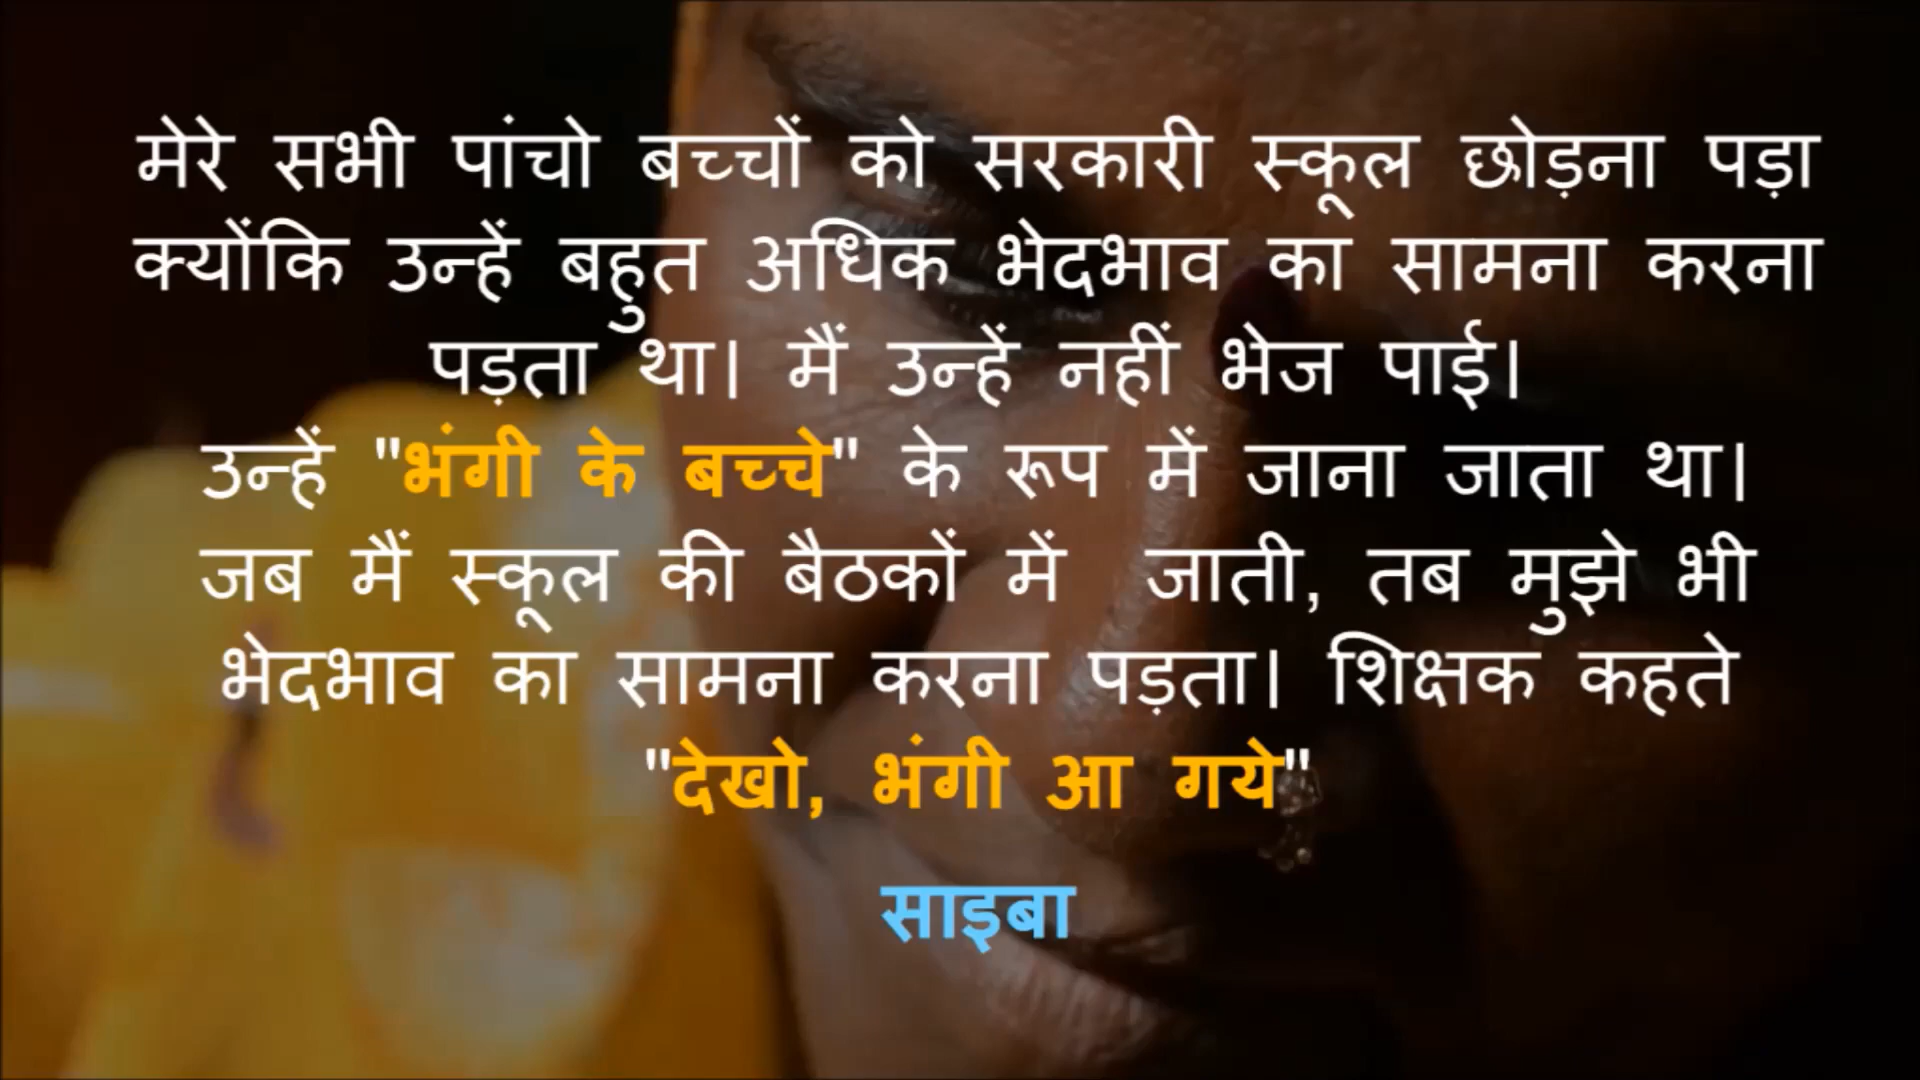 मेरे सभी पांचो बच्चों को सरकारी स्कूल छोड़ना पड़ा
क्योंकि उन्हें बहुत अधिक भेदभाव का सामना करना
पड़ता था। मैं उन्हें नहीं भेज पाई।
उन्हें "भंगी के बच्चे" के रूप में जाना जाता था।
जब मैं स्कूल की बैठकों में जाती, तब मुझे भी
भेदभाव का सामना करना पड़ता। शिक्षक कहते
"देखो, भंगी आ गये"
साइबा